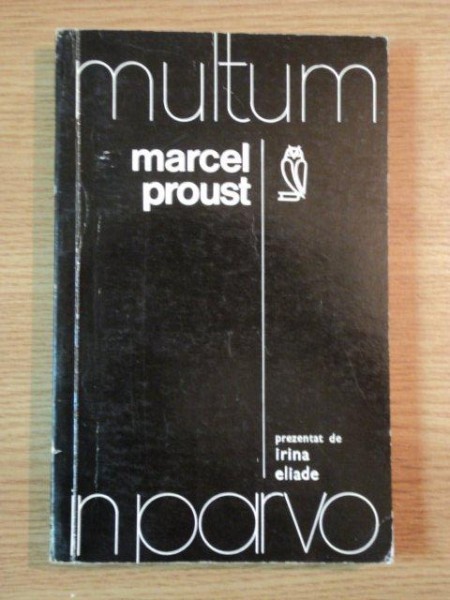 multum
marcel
proust
prezentat de
irina
eliade
in parvo